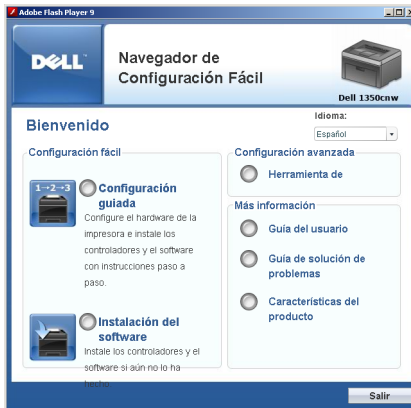 Adobe Flash Player 9
DELL
Navegador de
Configuración Fácil
Dell 1350cnw
Bienvenido
Idioma:
Español
Configuración fácil
1→2→3
Configuración
guiada
Configure el hardware de la
impresora e instale los
controladores y el software
con instrucciones paso a
paso.
Instalación del
software
Instale los controladores y el
software si aún no lo ha
hecho.
Configuración avanzada
Herramienta de
Más información
Guía del usuario
Guía de solución de
problemas
Características del
producto
Salir